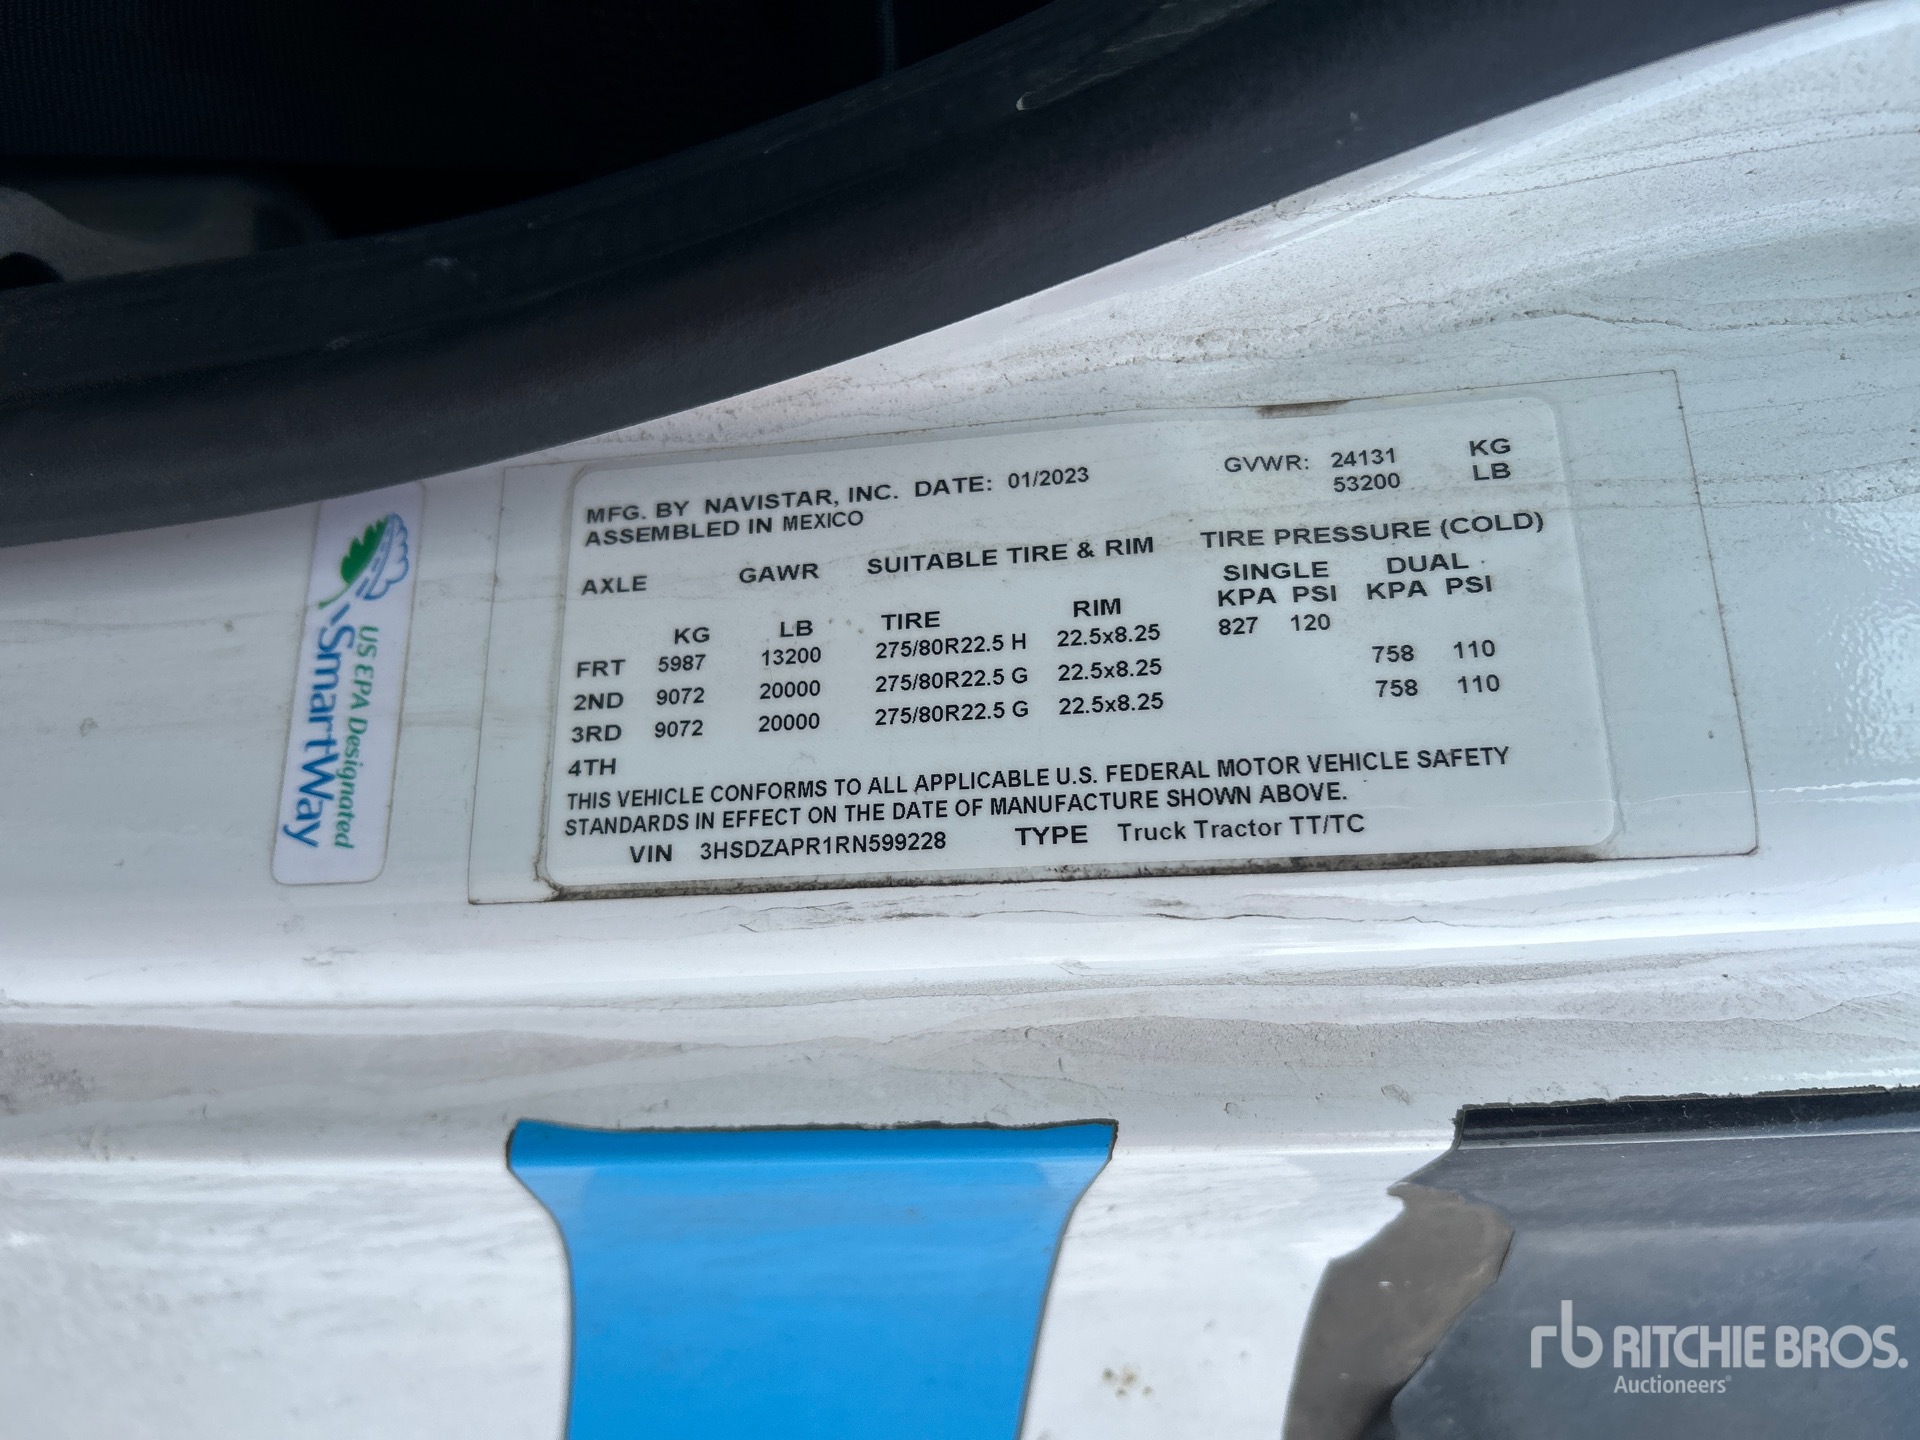 MFG. BY NAVISTAR, INC. DATE: 01/2023 GVWR: 24131 KG
ASSEMBLED IN MEXICO 53200 LB
AXLE GAWR SUITABLE TIRE & RIM TIRE PRESSURE (COLD)
SINGLE DUAL
KG LB TIRE RIM KPA PSI KPA PSI
FRT 5987 13200 275/80R22.5 H 22.5x8.25 827 120
2ND 9072 20000 275/80R22.5 G 22.5x8.25 758 110
3RD 9072 20000 275/80R22.5 G 22.5x8.25 758 110
4TH
THIS VEHICLE CONFORMS TO ALL APPLICABLE U.S. FEDERAL MOTOR VEHICLE SAFETY
STANDARDS IN EFFECT ON THE DATE OF MANUFACTURE SHOWN ABOVE.
VIN 3HSDZAPR1RN599228 TYPE Truck Tractor TT/TC
US EPA Designated
SmartWay
rb RITCHIE BROS.
Auctioneers